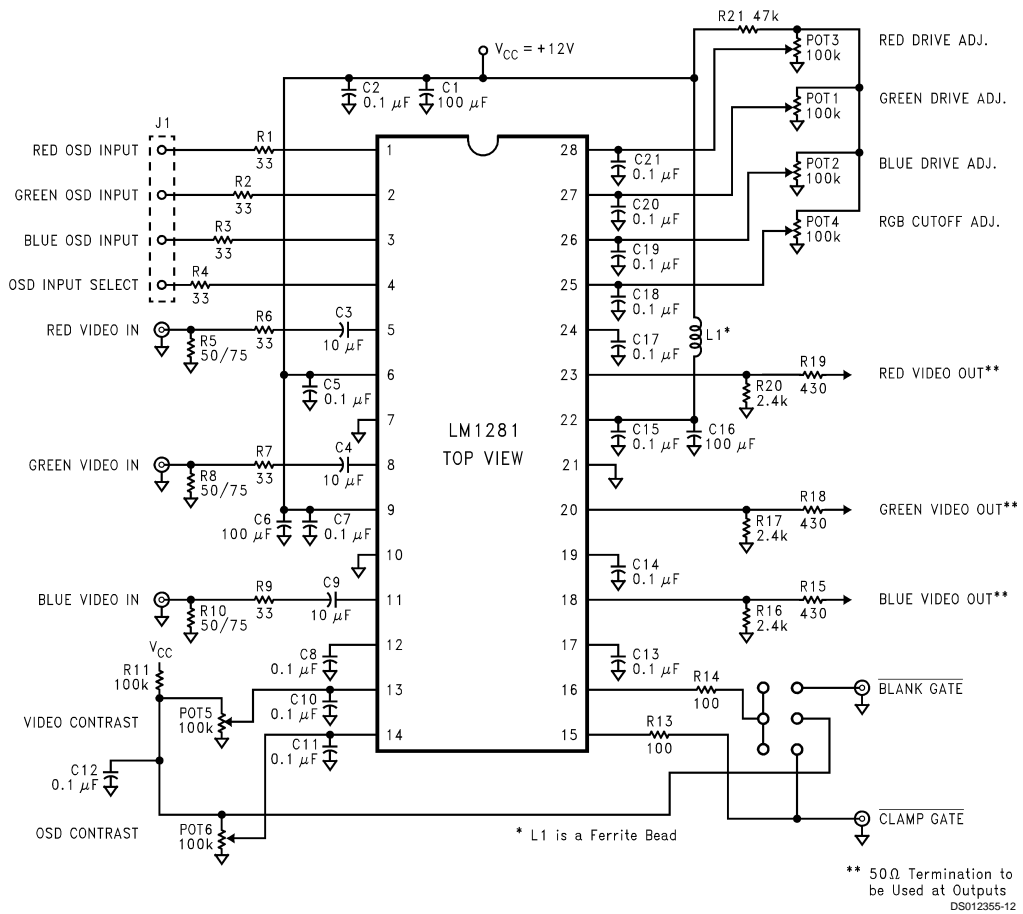 R21 47k
V_CC = +12V
POT3
100k
RED DRIVE ADJ.
C2
0.1 µF
C1
100 µF
POT1
100k
GREEN DRIVE ADJ.
J1
RED OSD INPUT
R1
33
1
28
C21
0.1 µF
POT2
100k
BLUE DRIVE ADJ.
GREEN OSD INPUT
R2
33
2
27
C20
0.1 µF
POT4
100k
RGB CUTOFF ADJ.
BLUE OSD INPUT
R3
33
3
26
C19
0.1 µF
OSD INPUT SELECT
R4
33
4
25
C18
0.1 µF
RED VIDEO IN
R5
50/75
R6
33
C3
10 µF
5
24
C17
0.1 µF
L1*
C5
0.1 µF
6
23
R20
2.4k
R19
430
RED VIDEO OUT**
7
LM1281
TOP VIEW
22
C15
0.1 µF
C16
100 µF
GREEN VIDEO IN
R8
50/75
R7
33
C4
10 µF
8
21
C6
100 µF
C7
0.1 µF
9
20
R17
2.4k
R18
430
GREEN VIDEO OUT**
10
19
C14
0.1 µF
BLUE VIDEO IN
R10
50/75
R9
33
C9
10 µF
11
18
R16
2.4k
R15
430
BLUE VIDEO OUT**
V_CC
R11
100k
C8
0.1 µF
12
17
C13
0.1 µF
VIDEO CONTRAST
POT5
100k
C10
0.1 µF
13
16
R14
100
BLANK GATE
C11
0.1 µF
14
15
R13
100
C12
0.1 µF
OSD CONTRAST
POT6
100k
CLAMP GATE
* L1 is a Ferrite Bead
** 50Ω Termination to
be Used at Outputs
DS012355-12